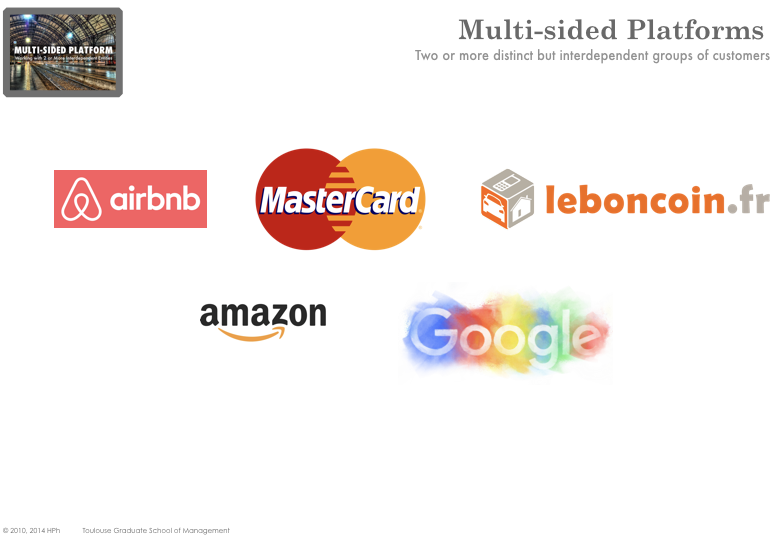 Multi-sided Platforms
Two or more distinct but interdependent groups of customers
MULTI-SIDED PLATFORM
Working with 2 or More Interdependent Entities
airbnb
MasterCard
leboncoin.fr
amazon
Google
© 2010, 2014 HPh Toulouse Graduate School of Management